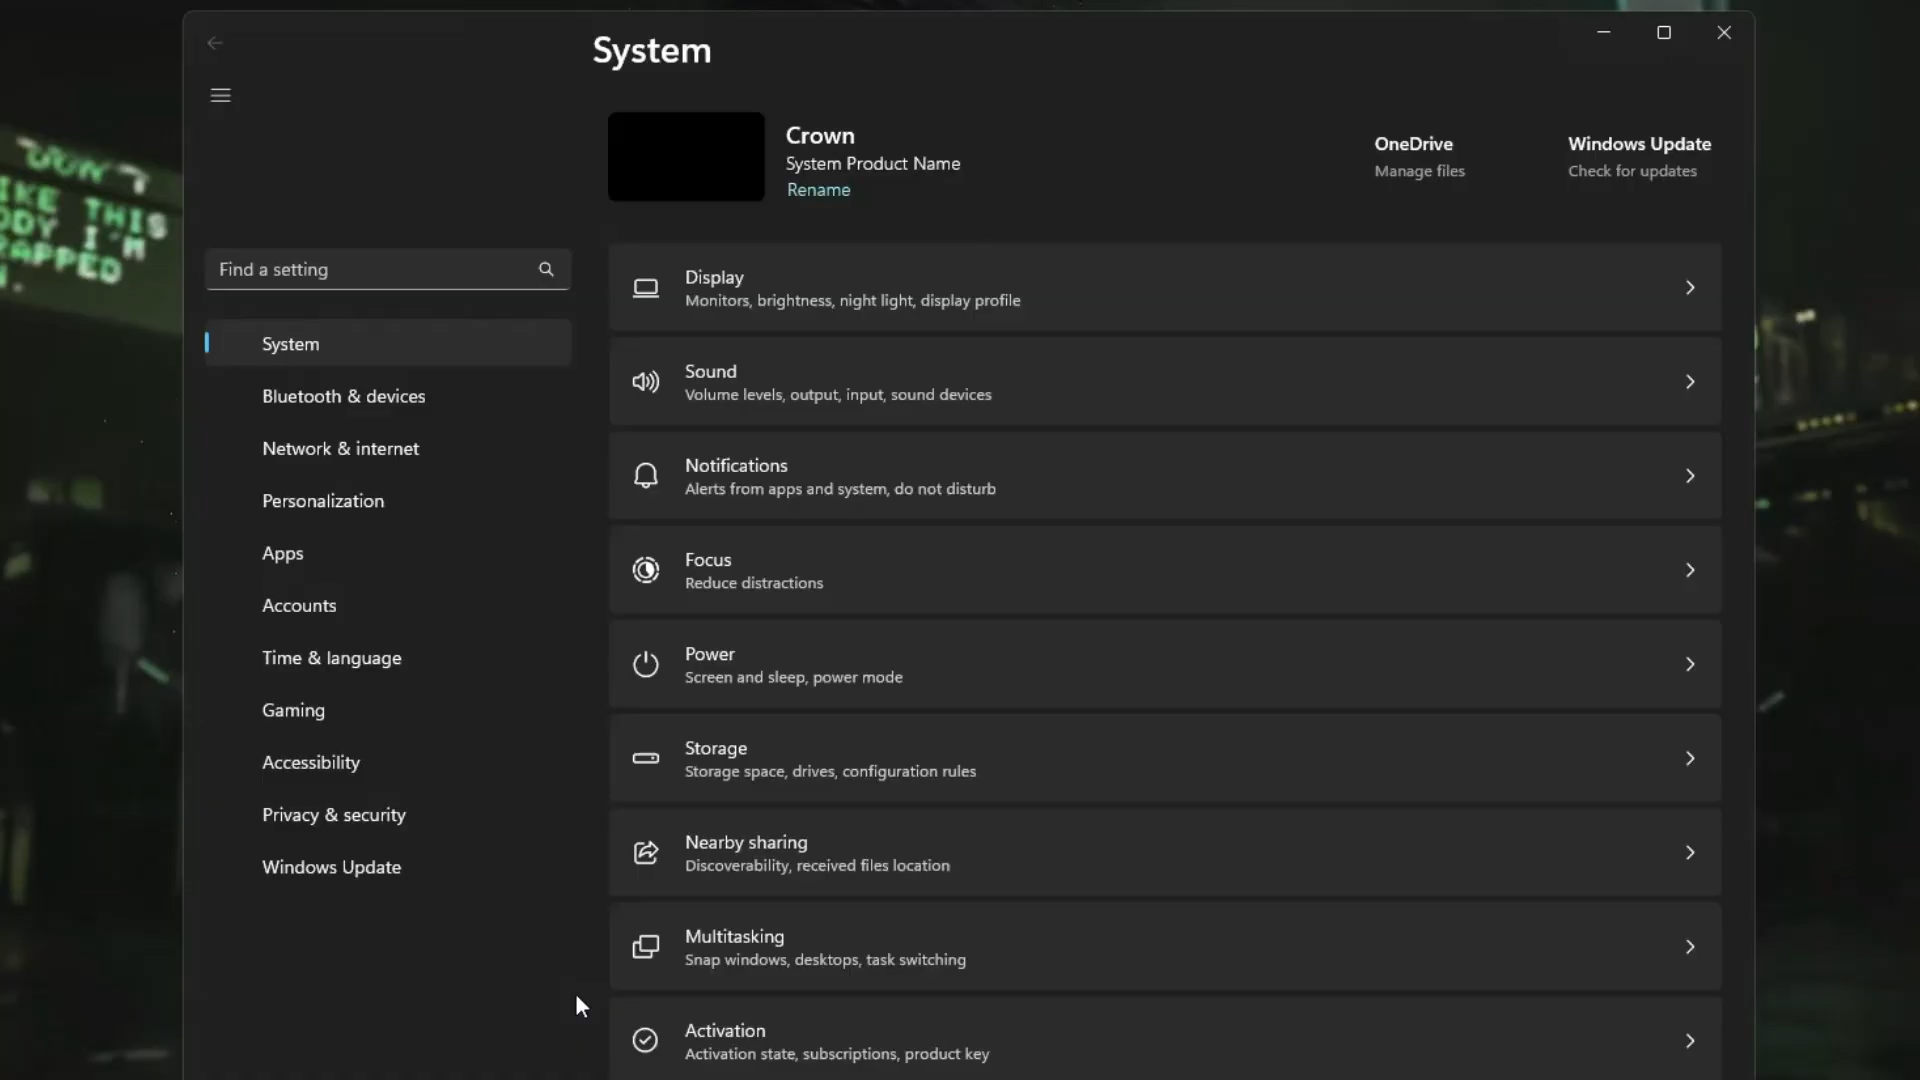 System
Crown
System Product Name
Rename
OneDrive
Manage files
Windows Update
Check for updates
IKE THIS
ODY I'M
RAPPED
Find a setting
System
Bluetooth & devices
Network & internet
Personalization
Apps
Accounts
Time & language
Gaming
Accessibility
Privacy & security
Windows Update
Display
Monitors, brightness, night light, display profile
Sound
Volume levels, output, input, sound devices
Notifications
Alerts from apps and system, do not disturb
Focus
Reduce distractions
Power
Screen and sleep, power mode
Storage
Storage space, drives, configuration rules
Nearby sharing
Discoverability, received files location
Multitasking
Snap windows, desktops, task switching
Activation
Activation state, subscriptions, product key